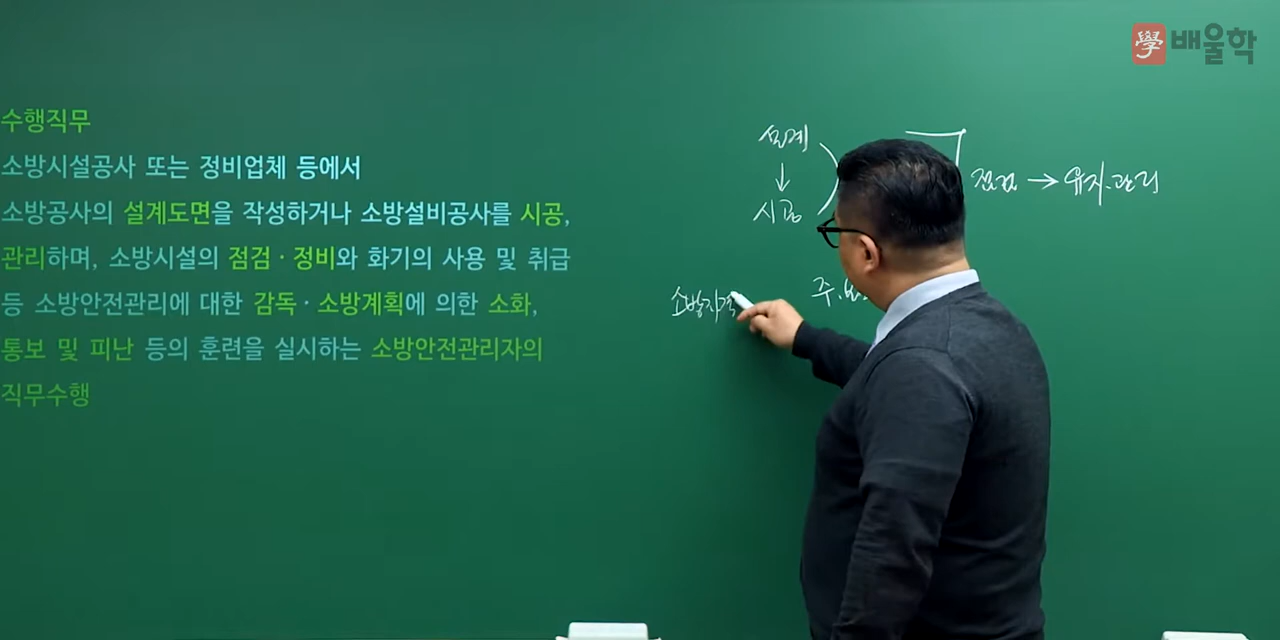 學 배울학
수행직무
소방시설공사 또는 정비업체 등에서
소방공사의 설계도면을 작성하거나 소방설비공사를 시공,
관리하며, 소방시설의 점검 · 정비와 화기의 사용 및 취급
등 소방안전관리에 대한 감독 · 소방계획에 의한 소화,
통보 및 피난 등의 훈련을 실시하는 소방안전관리자의
직무수행
설계
↓
시공
점검 → 유지.관리
소방자격
주.보